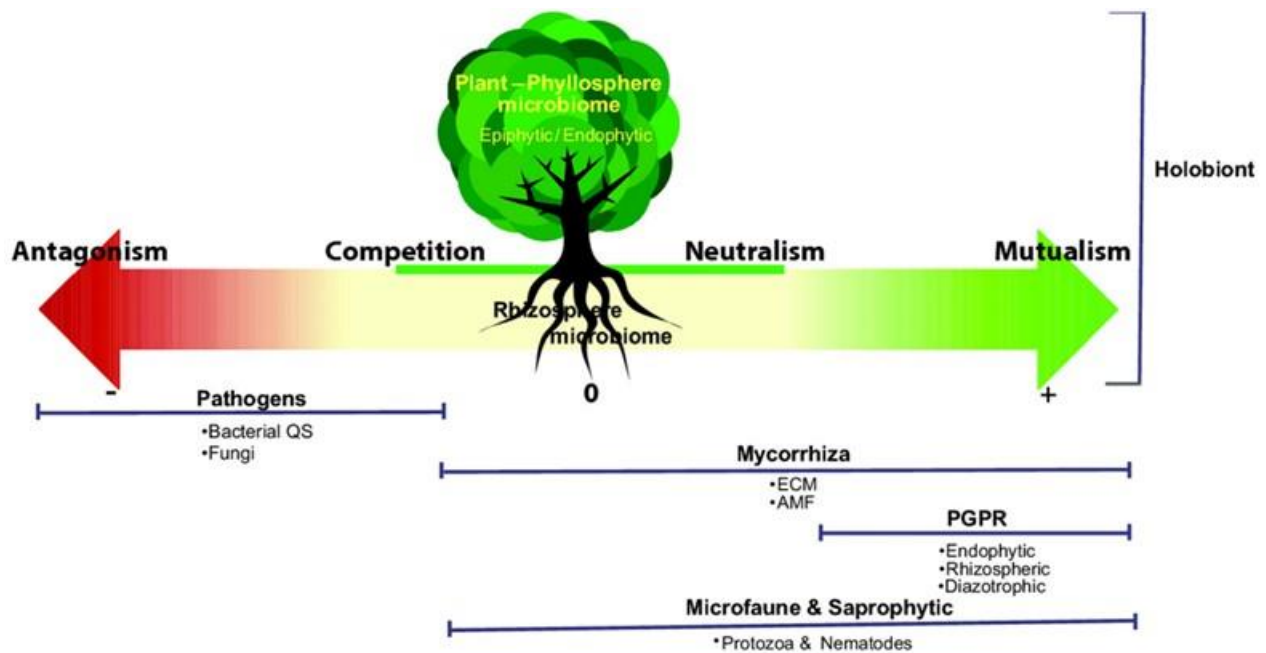 Plant – Phyllosphere
microbiome
Epiphytic / Endophytic
Holobiont
Antagonism
Competition
Neutralism
Mutualism
Rhizosphere
microbiome
-
0
+
Pathogens
•Bacterial QS
•Fungi
Mycorrhiza
•ECM
•AMF
PGPR
•Endophytic
•Rhizospheric
•Diazotrophic
Microfaune & Saprophytic
•Protozoa & Nematodes